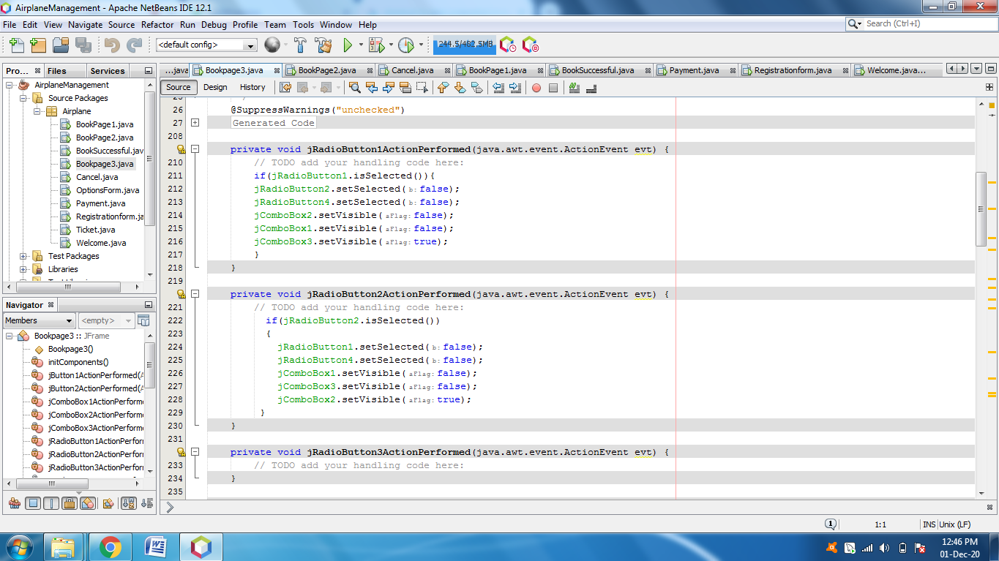 AirplaneManagement - Apache NetBeans IDE 12.1
File Edit View Navigate Source Refactor Run Debug Profile Team Tools Window Help
Search (Ctrl+I)
<default config>
244.5/402.5MB
Pro... Files Services
...java Bookpage3.java BookPage2.java Cancel.java BookPage1.java BookSuccessful.java Payment.java Registrationform.java Welcome.java...
Source Design History
AirplaneManagement
Source Packages
Airplane
BookPage1.java
BookPage2.java
BookSuccessful.jav
Bookpage3.java
Cancel.java
OptionsForm.java
Payment.java
Registrationform.ja
Ticket.java
Welcome.java
Test Packages
Libraries
Navigator
Members <empty>
Bookpage3 :: JFrame
Bookpage3()
initComponents()
jButton1ActionPerformed(A
jButton2ActionPerformed(A
jComboBox1ActionPerforme
jComboBox2ActionPerforme
jComboBox3ActionPerforme
jRadioButton1ActionPerforn
jRadioButton2ActionPerforn
jRadioButton3ActionPerforn
26 @SuppressWarnings("unchecked")
27 Generated Code
208
private void jRadioButton1ActionPerformed(java.awt.event.ActionEvent evt) {
210 // TODO add your handling code here:
211 if(jRadioButton1.isSelected()){
212 jRadioButton2.setSelected( b: false);
213 jRadioButton4.setSelected( b: false);
214 jComboBox2.setVisible( aFlag: false);
215 jComboBox1.setVisible( aFlag: false);
216 jComboBox3.setVisible( aFlag: true);
217 }
218 }
219
private void jRadioButton2ActionPerformed(java.awt.event.ActionEvent evt) {
221 // TODO add your handling code here:
222 if(jRadioButton2.isSelected())
223 {
224 jRadioButton1.setSelected( b: false);
225 jRadioButton4.setSelected( b: false);
226 jComboBox1.setVisible( aFlag: false);
227 jComboBox3.setVisible( aFlag: false);
228 jComboBox2.setVisible( aFlag: true);
229 }
230 }
231
private void jRadioButton3ActionPerformed(java.awt.event.ActionEvent evt) {
233 // TODO add your handling code here:
234 }
235
1 1:1 INS Unix (LF)
12:46 PM
01-Dec-20